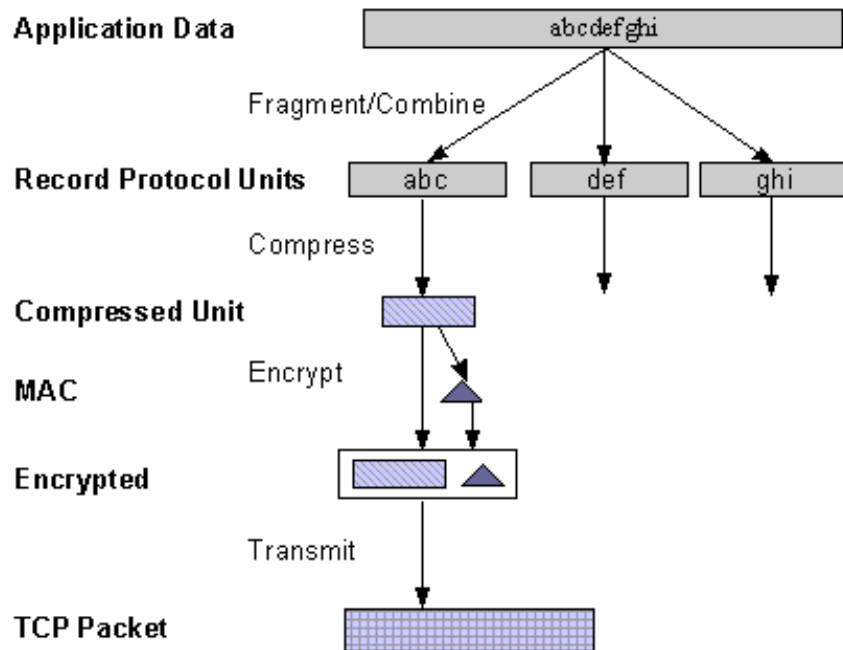 Application Data
abcdefghi
Fragment/Combine
Record Protocol Units
abc
def
ghi
Compress
Compressed Unit
Encrypt
MAC
Encrypted
Transmit
TCP Packet